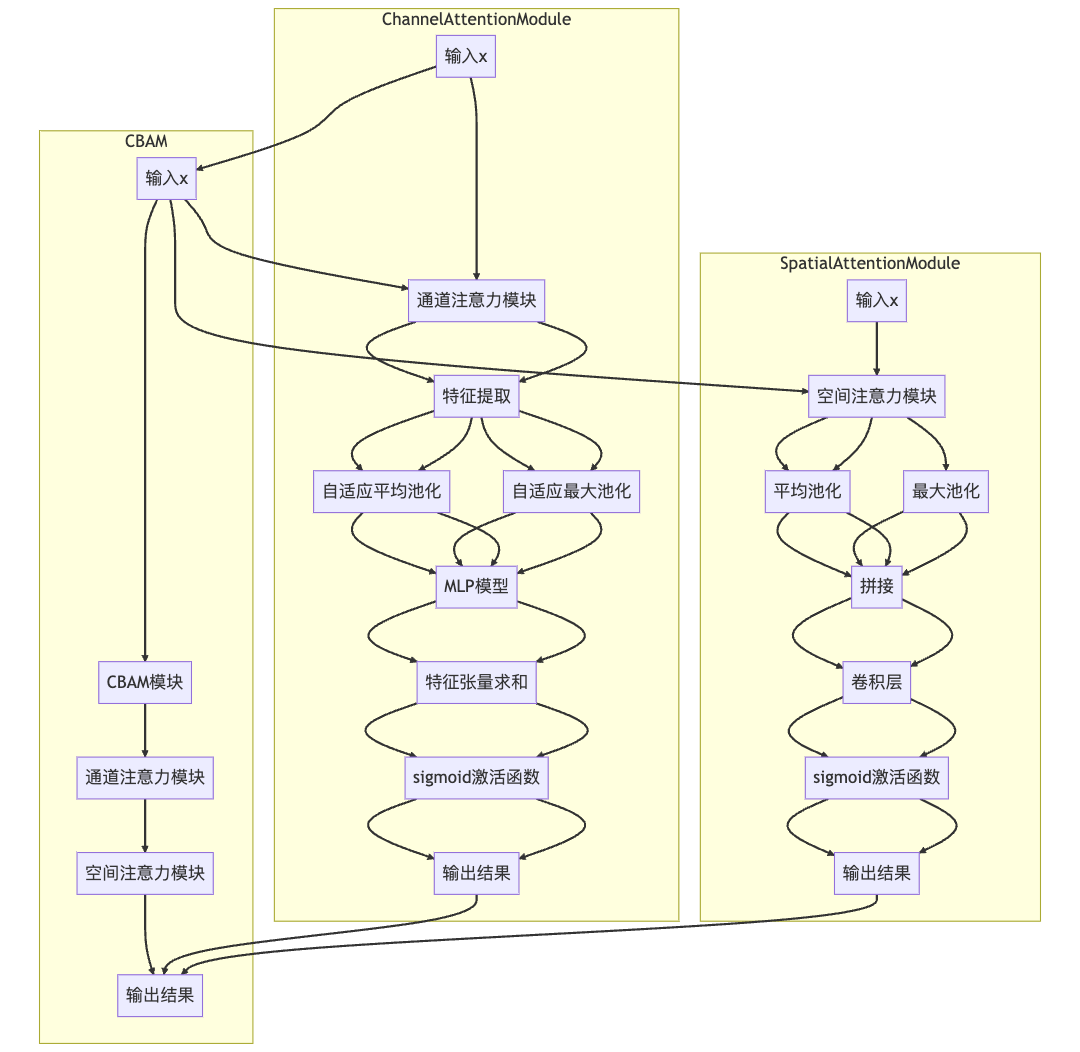 ChannelAttentionModule
输入x
CBAM
输入x
SpatialAttentionModule
通道注意力模块
输入x
特征提取
空间注意力模块
自适应平均池化
自适应最大池化
平均池化
最大池化
MLP模型
拼接
CBAM模块
特征张量求和
卷积层
通道注意力模块
sigmoid激活函数
sigmoid激活函数
空间注意力模块
输出结果
输出结果
输出结果